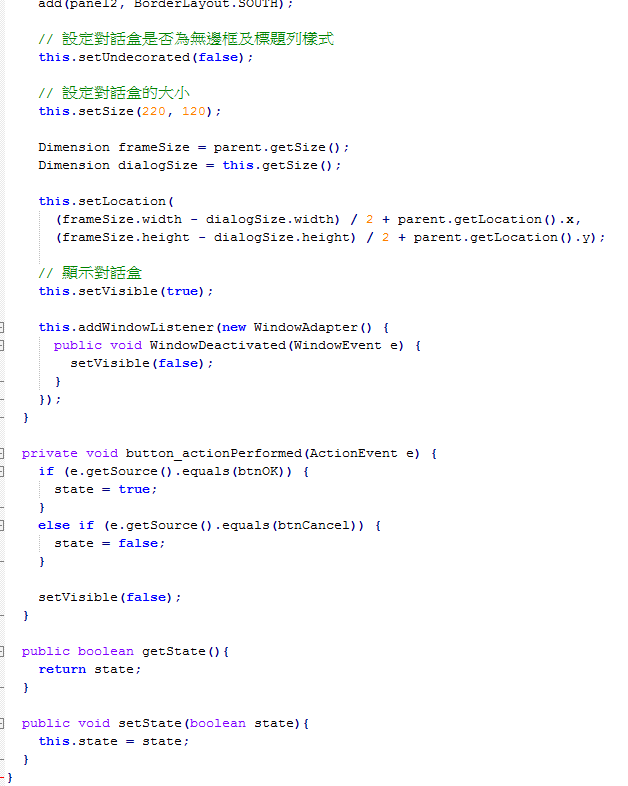 add(panel2, BorderLayout.SOUTH);
// 設定對話盒是否為無邊框及標題列樣式
this.setUndecorated(false);
// 設定對話盒的大小
this.setSize(220, 120);
Dimension frameSize = parent.getSize();
Dimension dialogSize = this.getSize();
this.setLocation(
(frameSize.width - dialogSize.width) / 2 + parent.getLocation().x,
(frameSize.height - dialogSize.height) / 2 + parent.getLocation().y);
// 顯示對話盒
this.setVisible(true);
this.addWindowListener(new WindowAdapter() {
public void WindowDeactivated(WindowEvent e) {
setVisible(false);
}
});
}
private void button_actionPerformed(ActionEvent e) {
if (e.getSource().equals(btnOK)) {
state = true;
}
else if (e.getSource().equals(btnCancel)) {
state = false;
}
setVisible(false);
}
public boolean getState(){
return state;
}
public void setState(boolean state){
this.state = state;
}
}